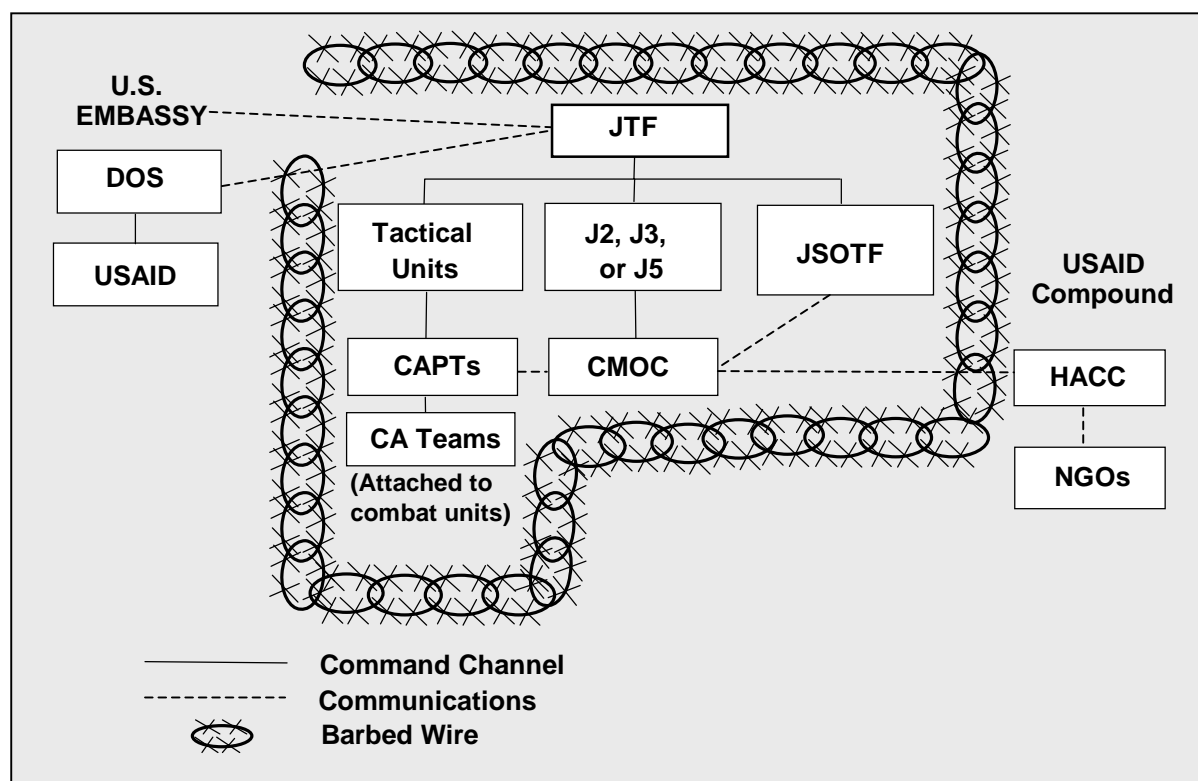 U.S.
EMBASSY
JTF
DOS
USAID
Tactical
Units
J2, J3,
or J5
JSOTF
USAID
Compound
CAPTs
CMOC
HACC
CA Teams
(Attached to
combat units)
NGOs
Command Channel
Communications
Barbed Wire